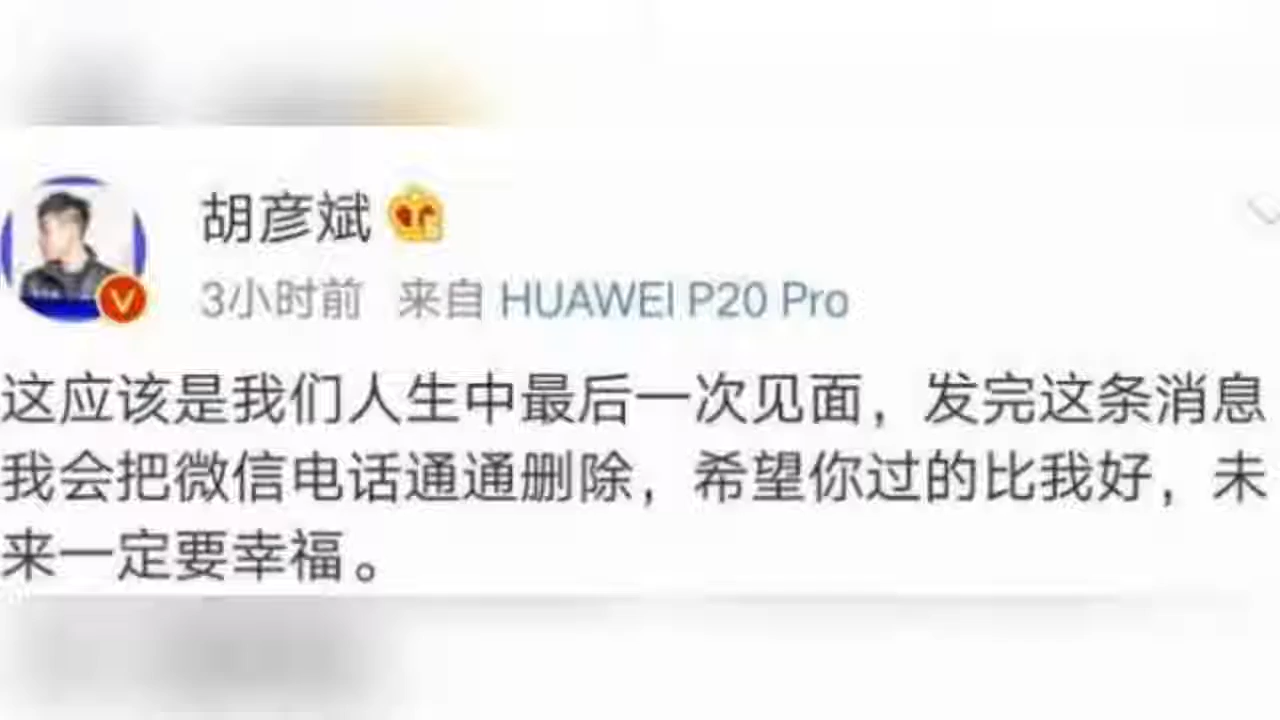 胡彦斌
3小时前 来自 HUAWEI P20 Pro
这应该是我们人生中最后一次见面，发完这条消息
我会把微信电话通通删除，希望你过的比我好，未
来一定要幸福。